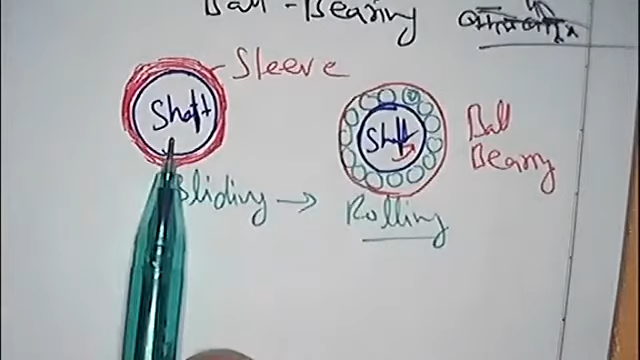 Ball - Bearing
Sleeve
Shaft
Shaft
Ball
Bearing
Sliding → Rolling